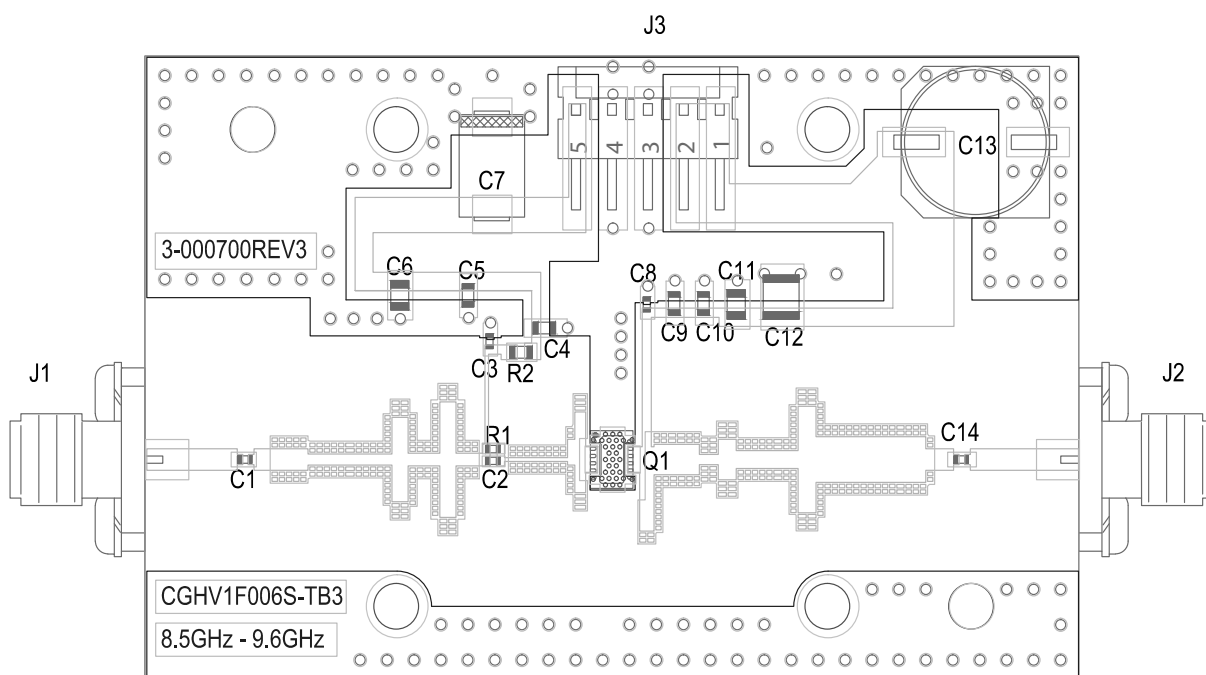 J3
5 4 3 2 1
C13
C7
3-000700REV3
C6 C5 C8 C11
C9 C10 C12
C4
C3 R2
J1 J2
R1 C14
C1 C2 Q1
CGHV1F006S-TB3
8.5GHz - 9.6GHz